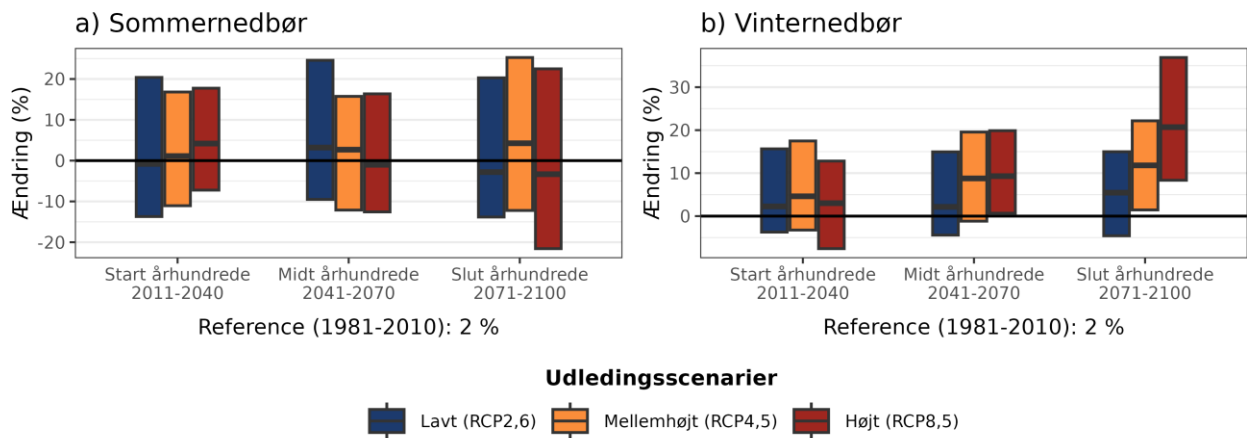 a) Sommernedbør
Ændring (%)
20
10
0
-10
-20
Start århundrede
2011-2040
Midt århundrede
2041-2070
Slut århundrede
2071-2100
Reference (1981-2010): 2 %
b) Vinternedbør
Ændring (%)
30
20
10
0
Start århundrede
2011-2040
Midt århundrede
2041-2070
Slut århundrede
2071-2100
Reference (1981-2010): 2 %
Udledingsscenarier
Lavt (RCP2,6)
Mellemhøjt (RCP4,5)
Højt (RCP8,5)